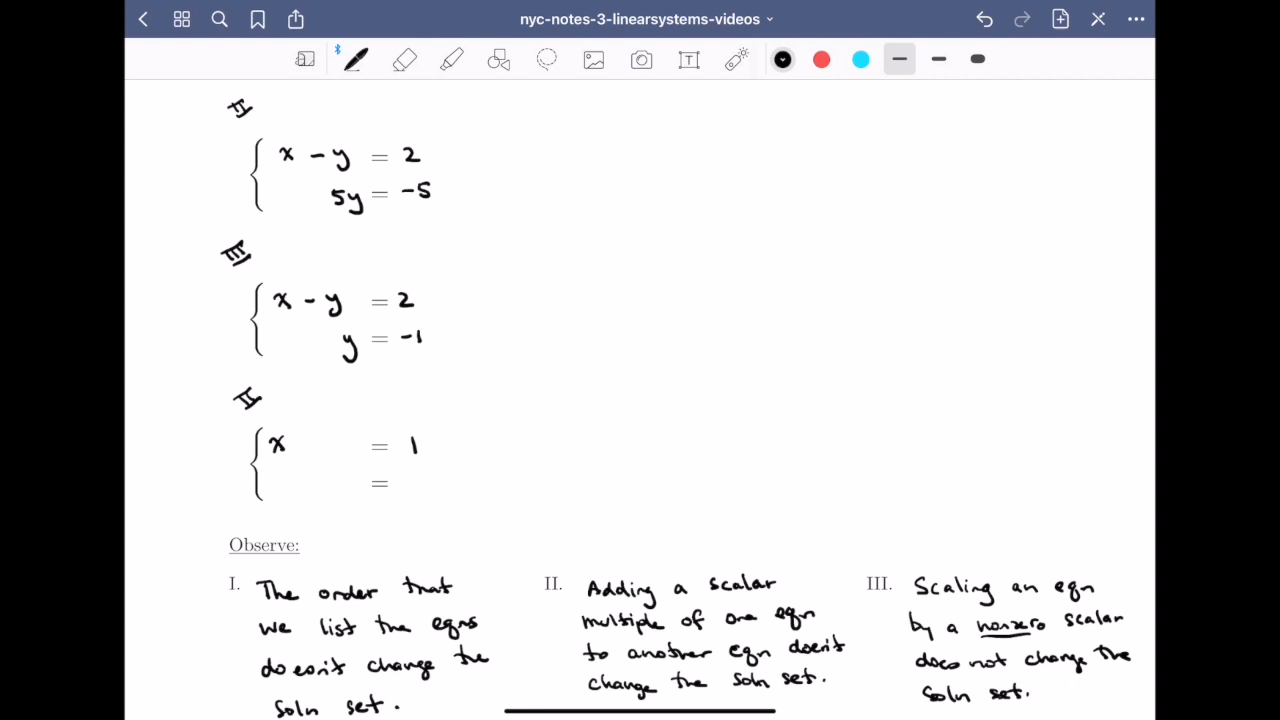 nyc-notes-3-linearsystems-videos
II
x - y = 2
5y = -5
III
x - y = 2
y = -1
II
x = 1
=
Observe:
I. The order that
we list the eqns
doesn't change the
soln set.
II. Adding a scalar
multiple of one eqn
to another eqn doesn't
change the soln set.
III. Scaling an eqn
by a nonzero scalar
does not change the
soln set.